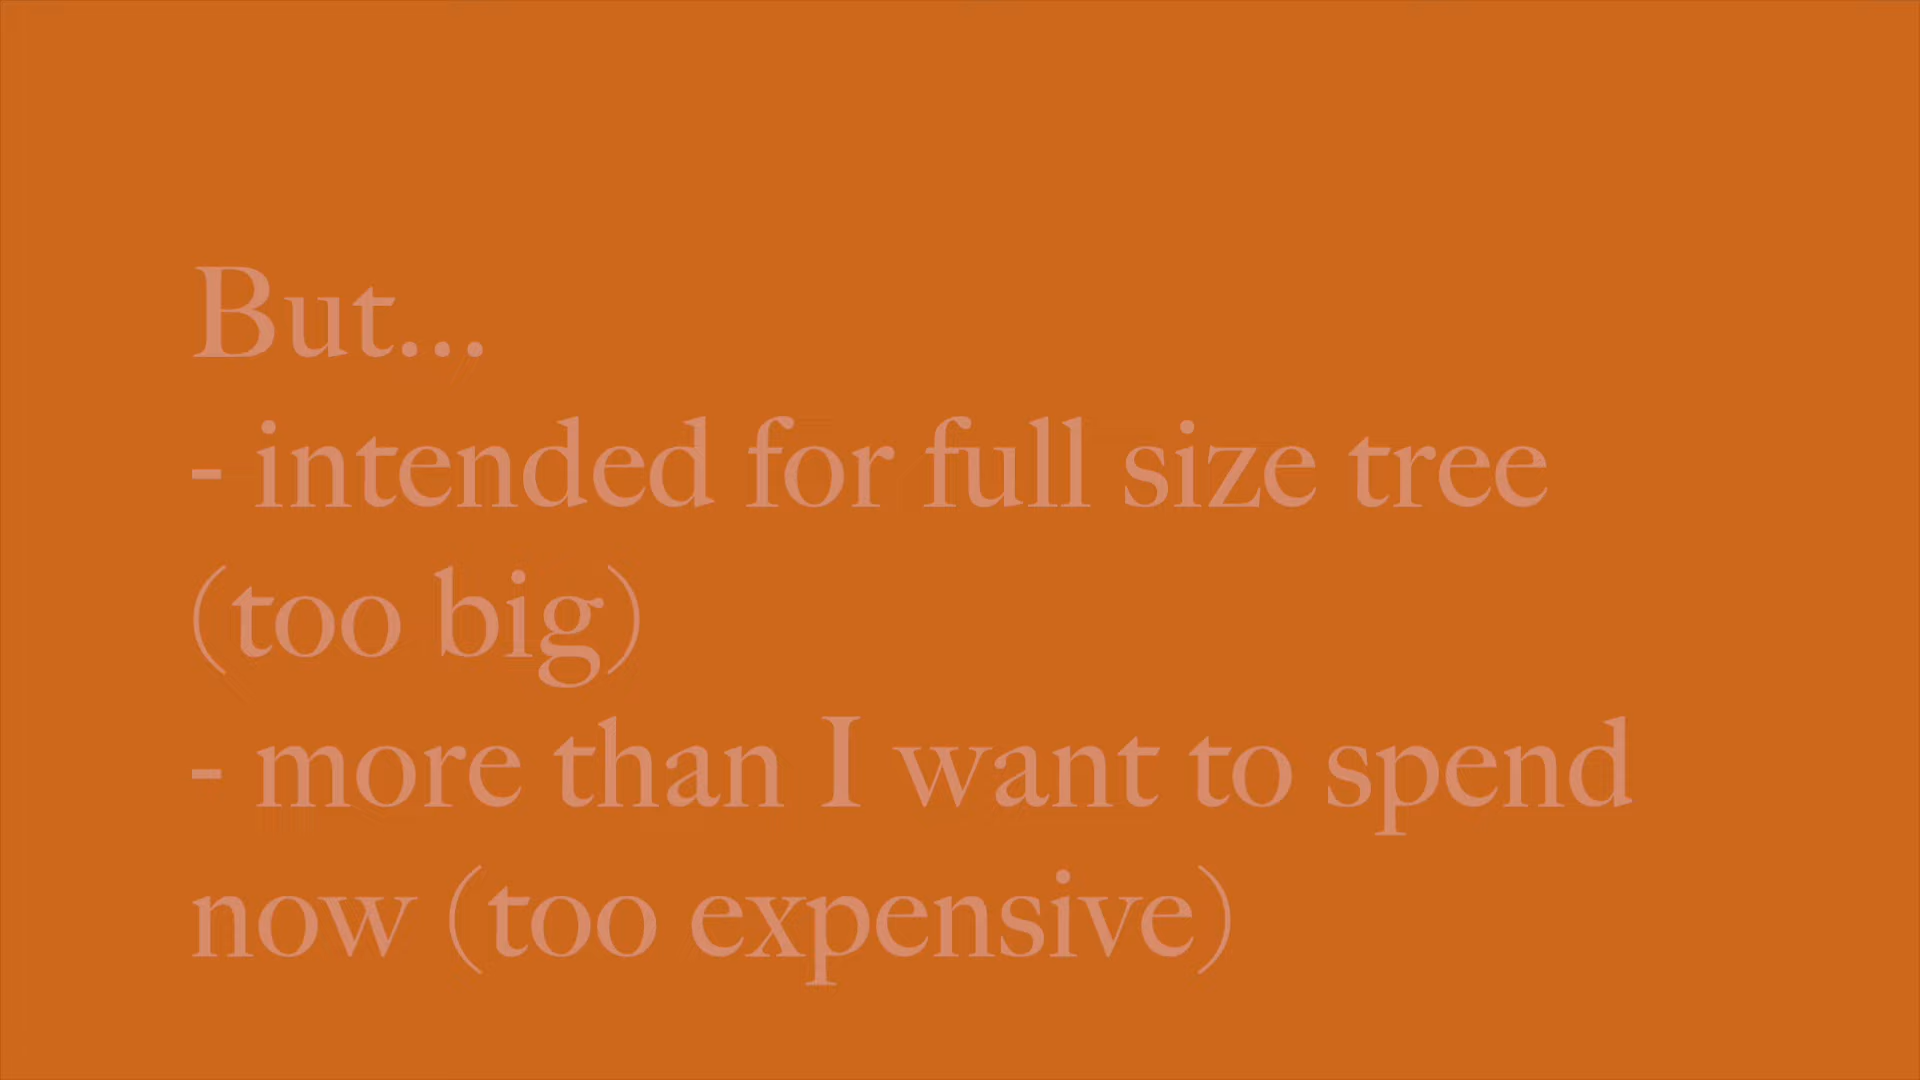 But...
- intended for full size tree
(too big)
- more than I want to spend
now (too expensive)